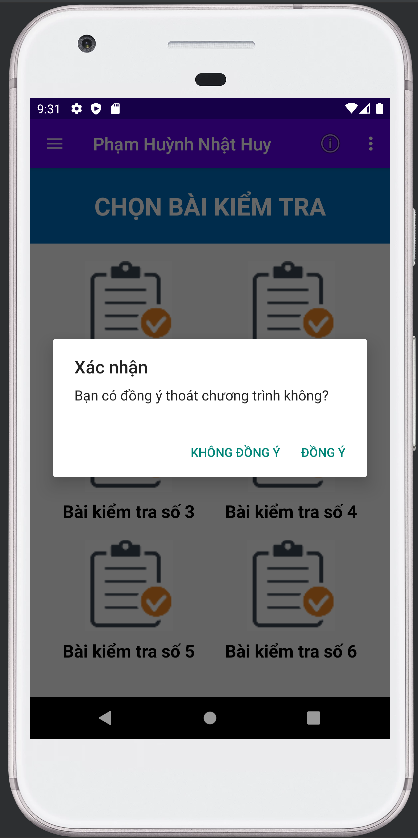 9:31
Phạm Huỳnh Nhật Huy
CHỌN BÀI KIỂM TRA
Xác nhận
Bạn có đồng ý thoát chương trình không?
KHÔNG ĐỒNG Ý ĐỒNG Ý
Bài kiểm tra số 3 Bài kiểm tra số 4
Bài kiểm tra số 5 Bài kiểm tra số 6